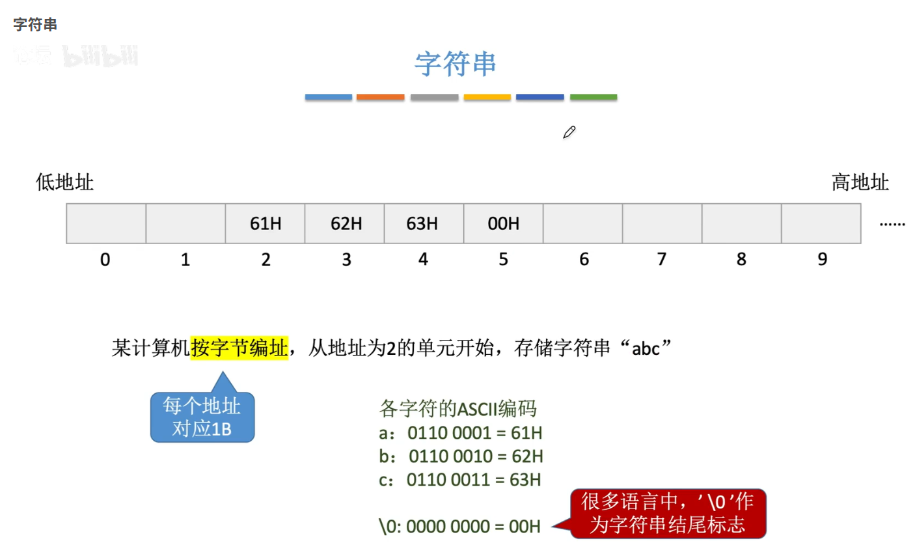 字符串
bilibili
字符串
低地址
高地址
61H 62H 63H 00H
......
0 1 2 3 4 5 6 7 8 9
某计算机按字节编址，从地址为2的单元开始，存储字符串“abc”
每个地址
对应1B
各字符的ASCII编码
a：0110 0001 = 61H
b：0110 0010 = 62H
c：0110 0011 = 63H
\0: 0000 0000 = 00H
很多语言中，’\0’作
为字符串结尾标志